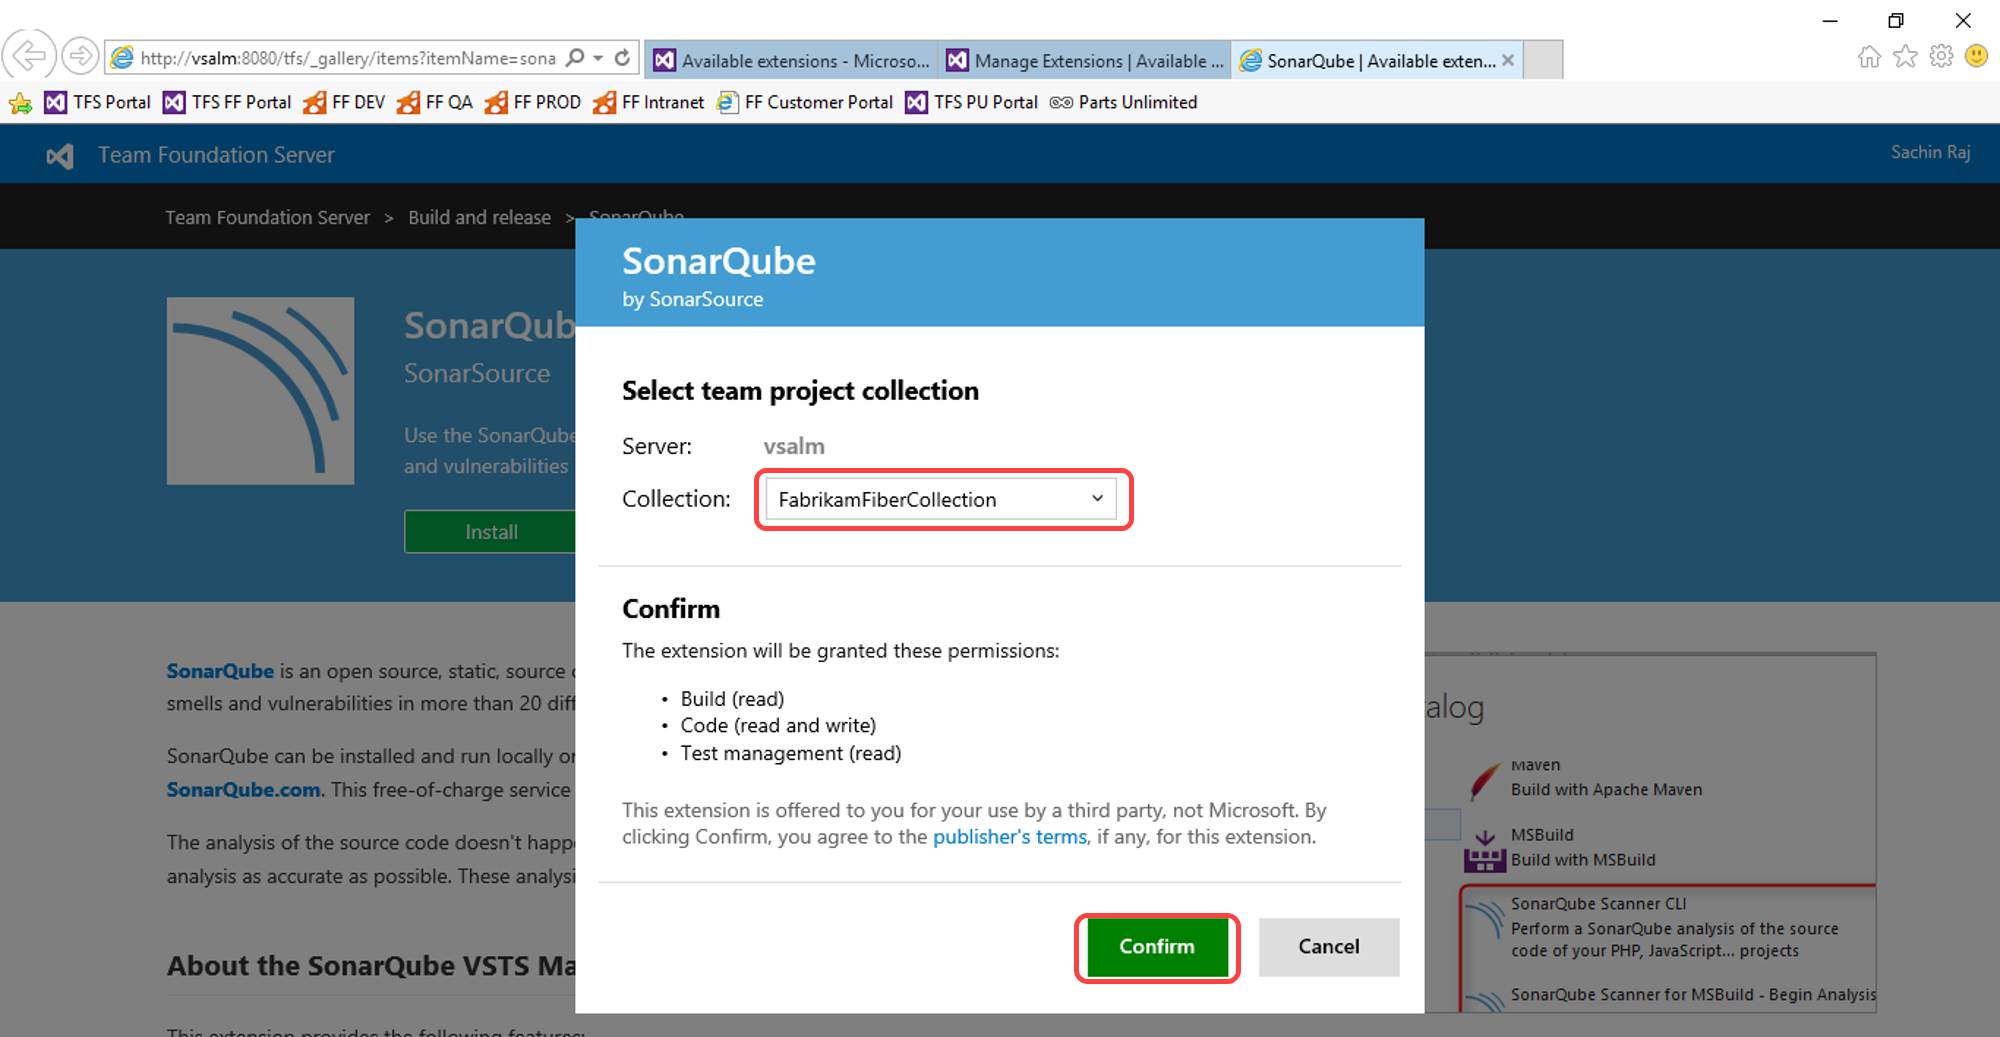 http://vsalm:8080/tfs/_gallery/items?itemName=sona
Available extensions - Microso...
Manage Extensions | Available ...
SonarQube | Available exten...
TFS Portal
TFS FF Portal
FF DEV
FF QA
FF PROD
FF Intranet
FF Customer Portal
TFS PU Portal
Parts Unlimited
Team Foundation Server
Sachin Raj
Team Foundation Server > Build and release > SonarQube
SonarQube
by SonarSource
SonarQub
SonarSource
Use the SonarQube
and vulnerabilities
Install
Select team project collection
Server: vsalm
Collection: FabrikamFiberCollection
Confirm
The extension will be granted these permissions:
• Build (read)
• Code (read and write)
• Test management (read)
This extension is offered to you for your use by a third party, not Microsoft. By
clicking Confirm, you agree to the publisher's terms, if any, for this extension.
Confirm
Cancel
SonarQube is an open source, static, source
smells and vulnerabilities in more than 20 diff
SonarQube can be installed and run locally or
SonarQube.com. This free-of-charge service
The analysis of the source code doesn't happe
analysis as accurate as possible. These analysi
About the SonarQube VSTS Ma
This extension provides the following features:
alog
Maven
Build with Apache Maven
MSBuild
Build with MSBuild
SonarQube Scanner CLI
Perform a SonarQube analysis of the source
code of your PHP, JavaScript... projects
SonarQube Scanner for MSBuild - Begin Analysis